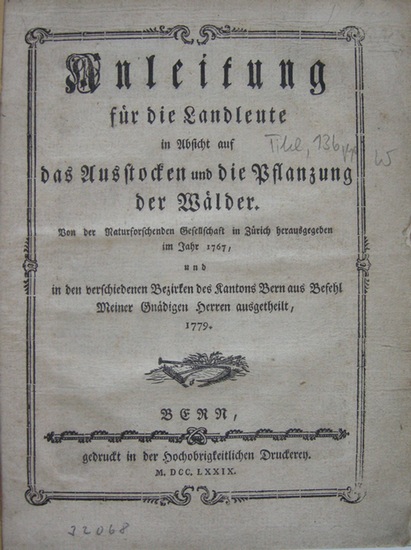 Anleitung
für die Landleute
in Absicht auf
das Ausstocken und die Pflanzung
der Wälder.
Von der Naturforschenden Gesellschaft in Zürich herausgegeben
im Jahr 1767,
und
in den verschiedenen Bezirken des Kantons Bern aus Befehl
Meiner Gnädigen Herren ausgetheilt,
1779.
BERN,
gedruckt in der Hochobrigkeitlichen Druckerey.
M. DCC. LXXIX.
32068